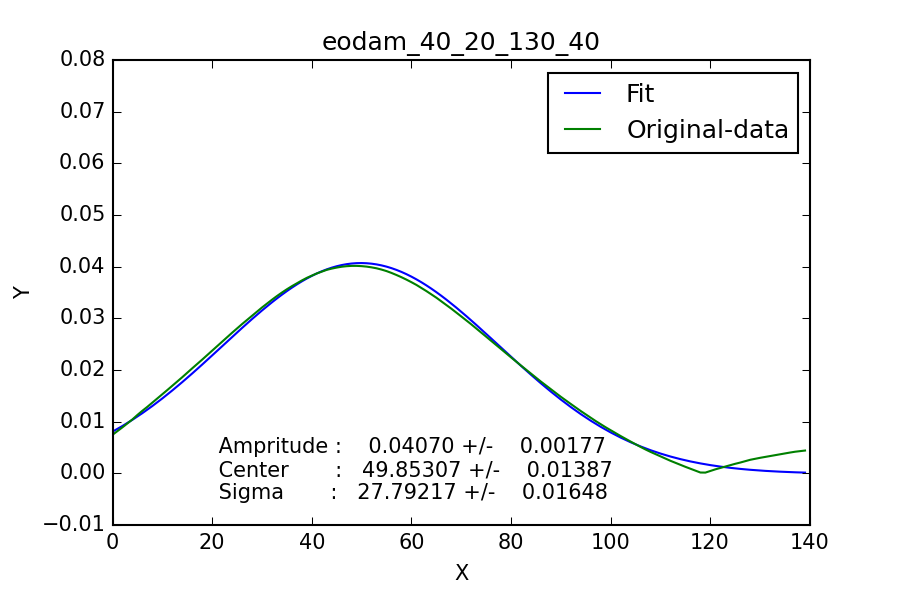 eodam_40_20_130_40
0.08
0.07
0.06
0.05
0.04
0.03
0.02
0.01
0.00
−0.01
Y
Fit
Original-data
Ampritude : 0.04070 +/- 0.00177
Center : 49.85307 +/- 0.01387
Sigma : 27.79217 +/- 0.01648
0 20 40 60 80 100 120 140
X